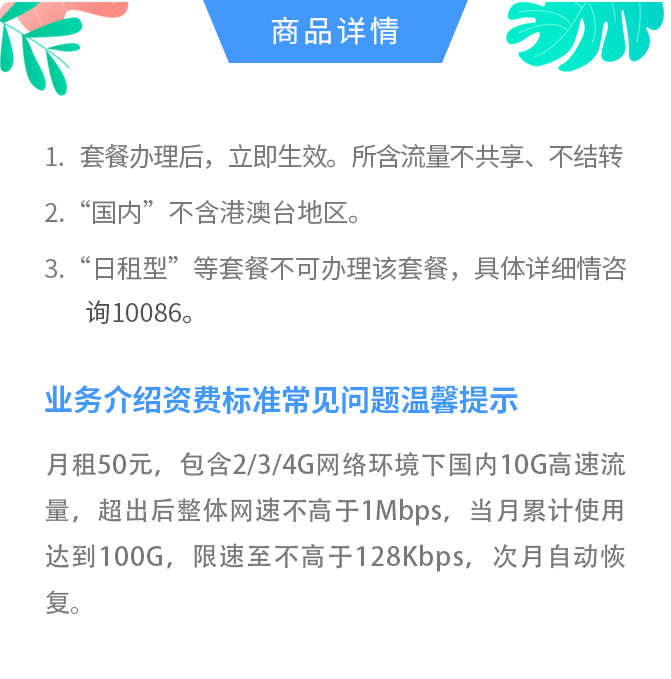 商品详情
1. 套餐办理后，立即生效。所含流量不共享、不结转
2.“国内”不含港澳台地区。
3.“日租型”等套餐不可办理该套餐，具体详细情咨
询10086。
业务介绍资费标准常见问题温馨提示
月租50元，包含2/3/4G网络环境下国内10G高速流
量，超出后整体网速不高于1Mbps，当月累计使用
达到100G，限速至不高于128Kbps，次月自动恢
复。